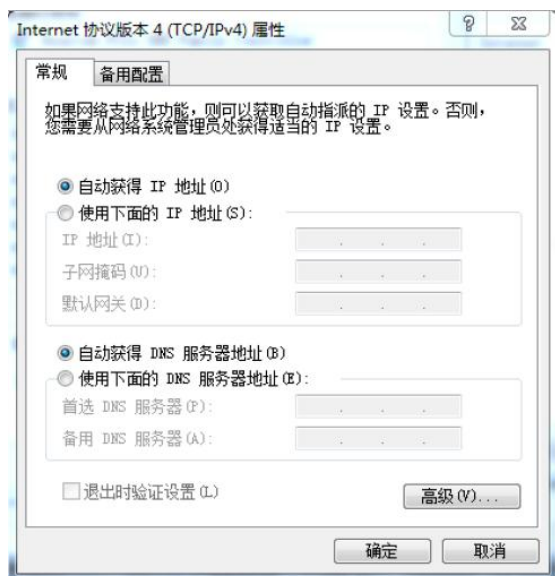 Internet 协议版本 4 (TCP/IPv4) 属性
常规 备用配置
如果网络支持此功能，则可以获取自动指派的 IP 设置。否则，
您需要从网络系统管理员处获得适当的 IP 设置。
自动获得 IP 地址(O)
使用下面的 IP 地址(S):
IP 地址(I):
子网掩码(U):
默认网关(D):
自动获得 DNS 服务器地址(B)
使用下面的 DNS 服务器地址(E):
首选 DNS 服务器(P):
备用 DNS 服务器(A):
退出时验证设置(L)
高级(V)...
确定 取消